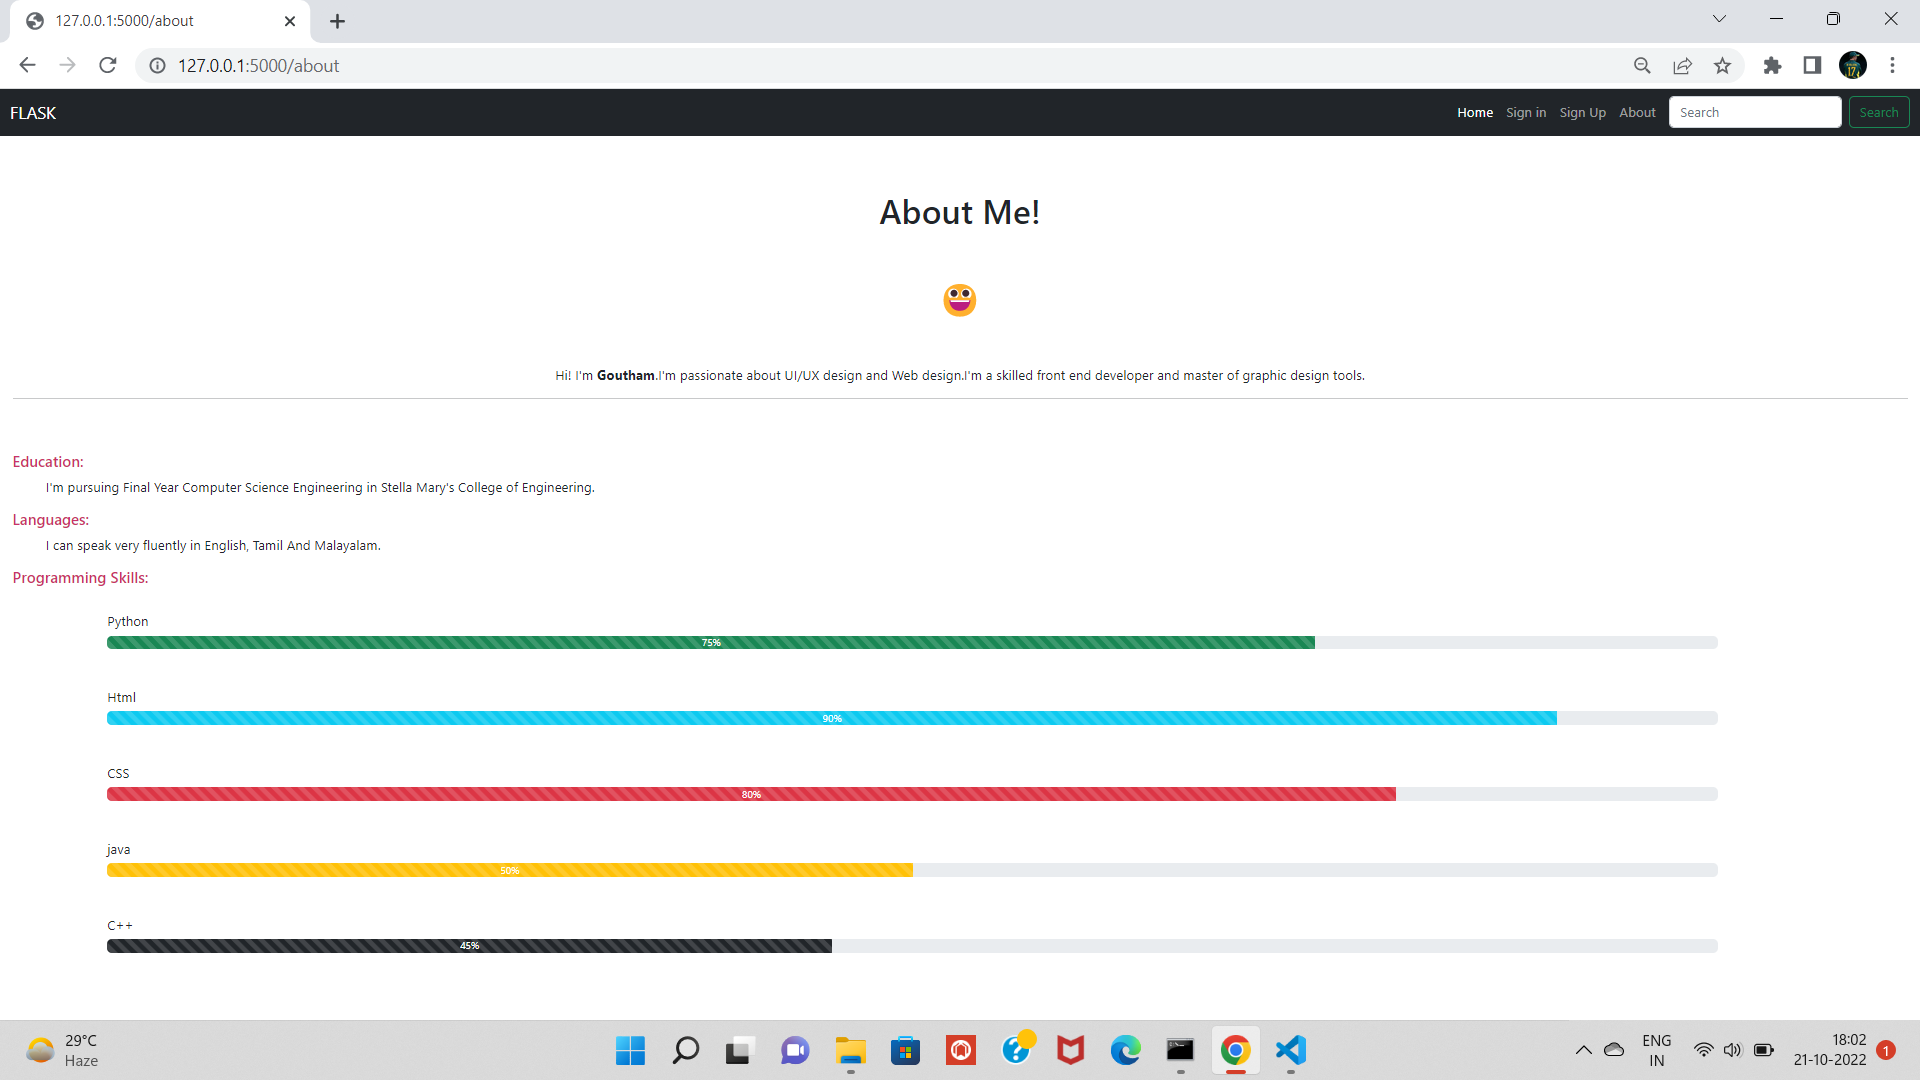 127.0.0.1:5000/about
127.0.0.1:5000/about
FLASK
Home Sign in Sign Up About Search Search
About Me!
Hi! I'm Goutham.I'm passionate about UI/UX design and Web design.I'm a skilled front end developer and master of graphic design tools.
Education:
I'm pursuing Final Year Computer Science Engineering in Stella Mary's College of Engineering.
Languages:
I can speak very fluently in English, Tamil And Malayalam.
Programming Skills:
Python
75%
Html
90%
CSS
80%
java
50%
C++
45%
29°C
Haze
ENG
IN
18:02
21-10-2022
1